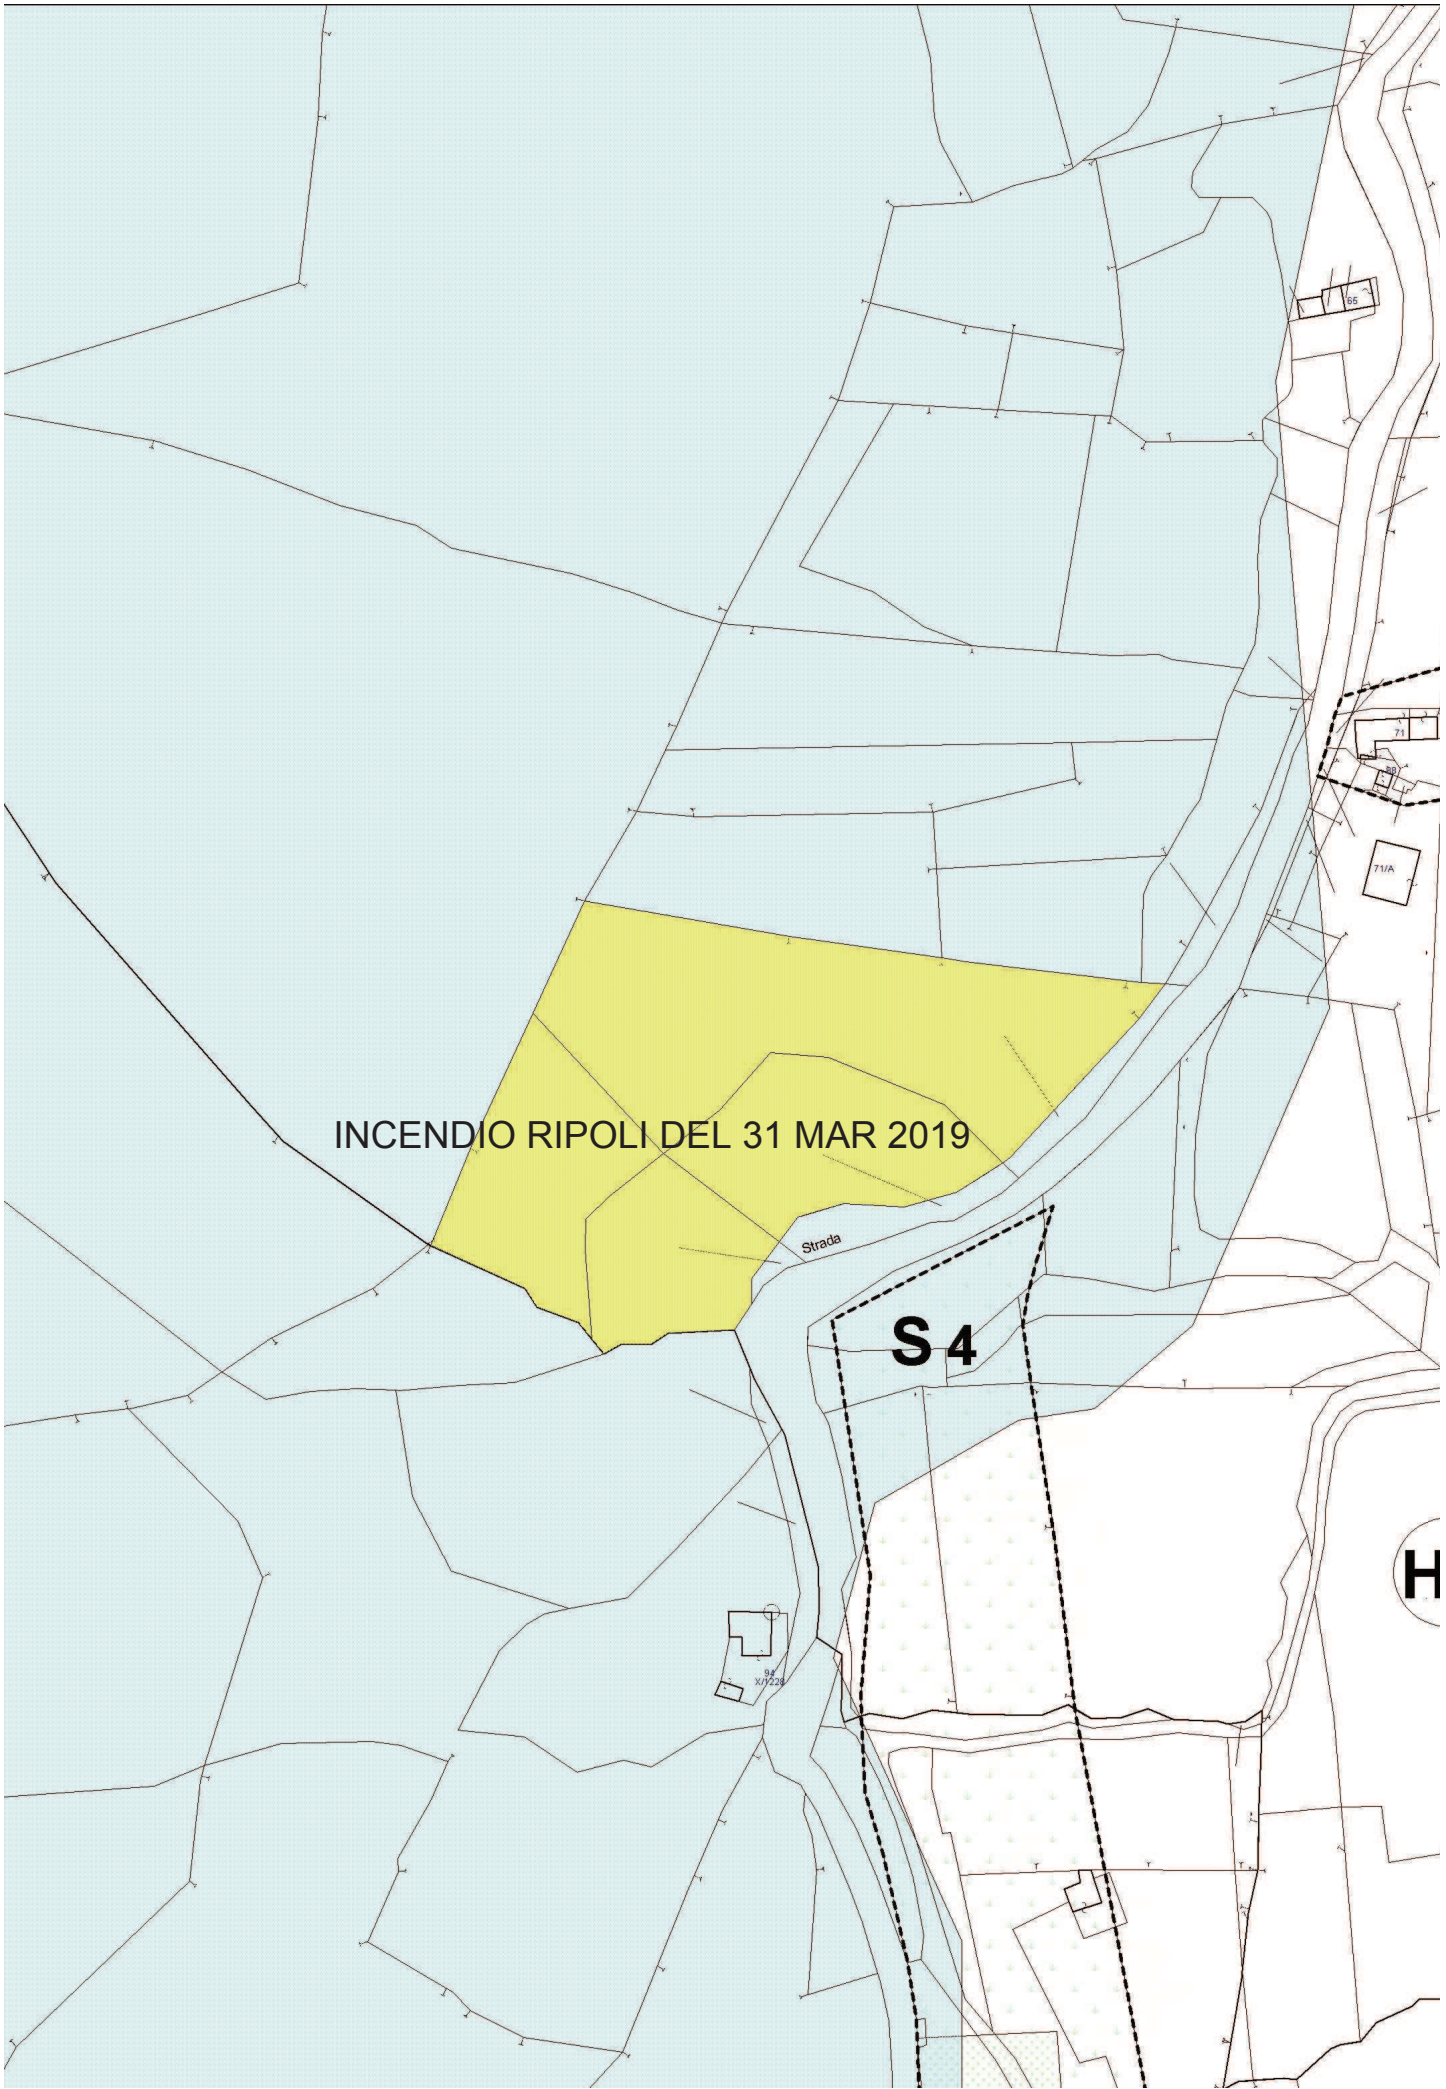 65
71
88
71/A
INCENDIO RIPOLI DEL 31 MAR 2019
Strada
S 4
H
94
X/1228